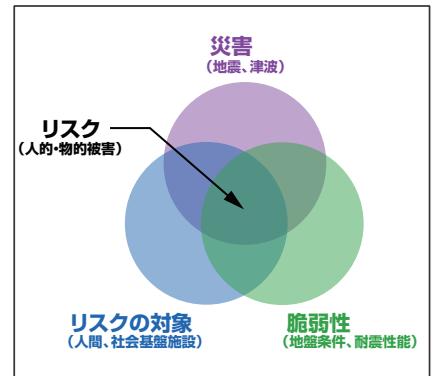 災害
(地震、津波)
リスク
(人的・物的被害)
リスクの対象
(人間、社会基盤施設)
脆弱性
(地盤条件、耐震性能)